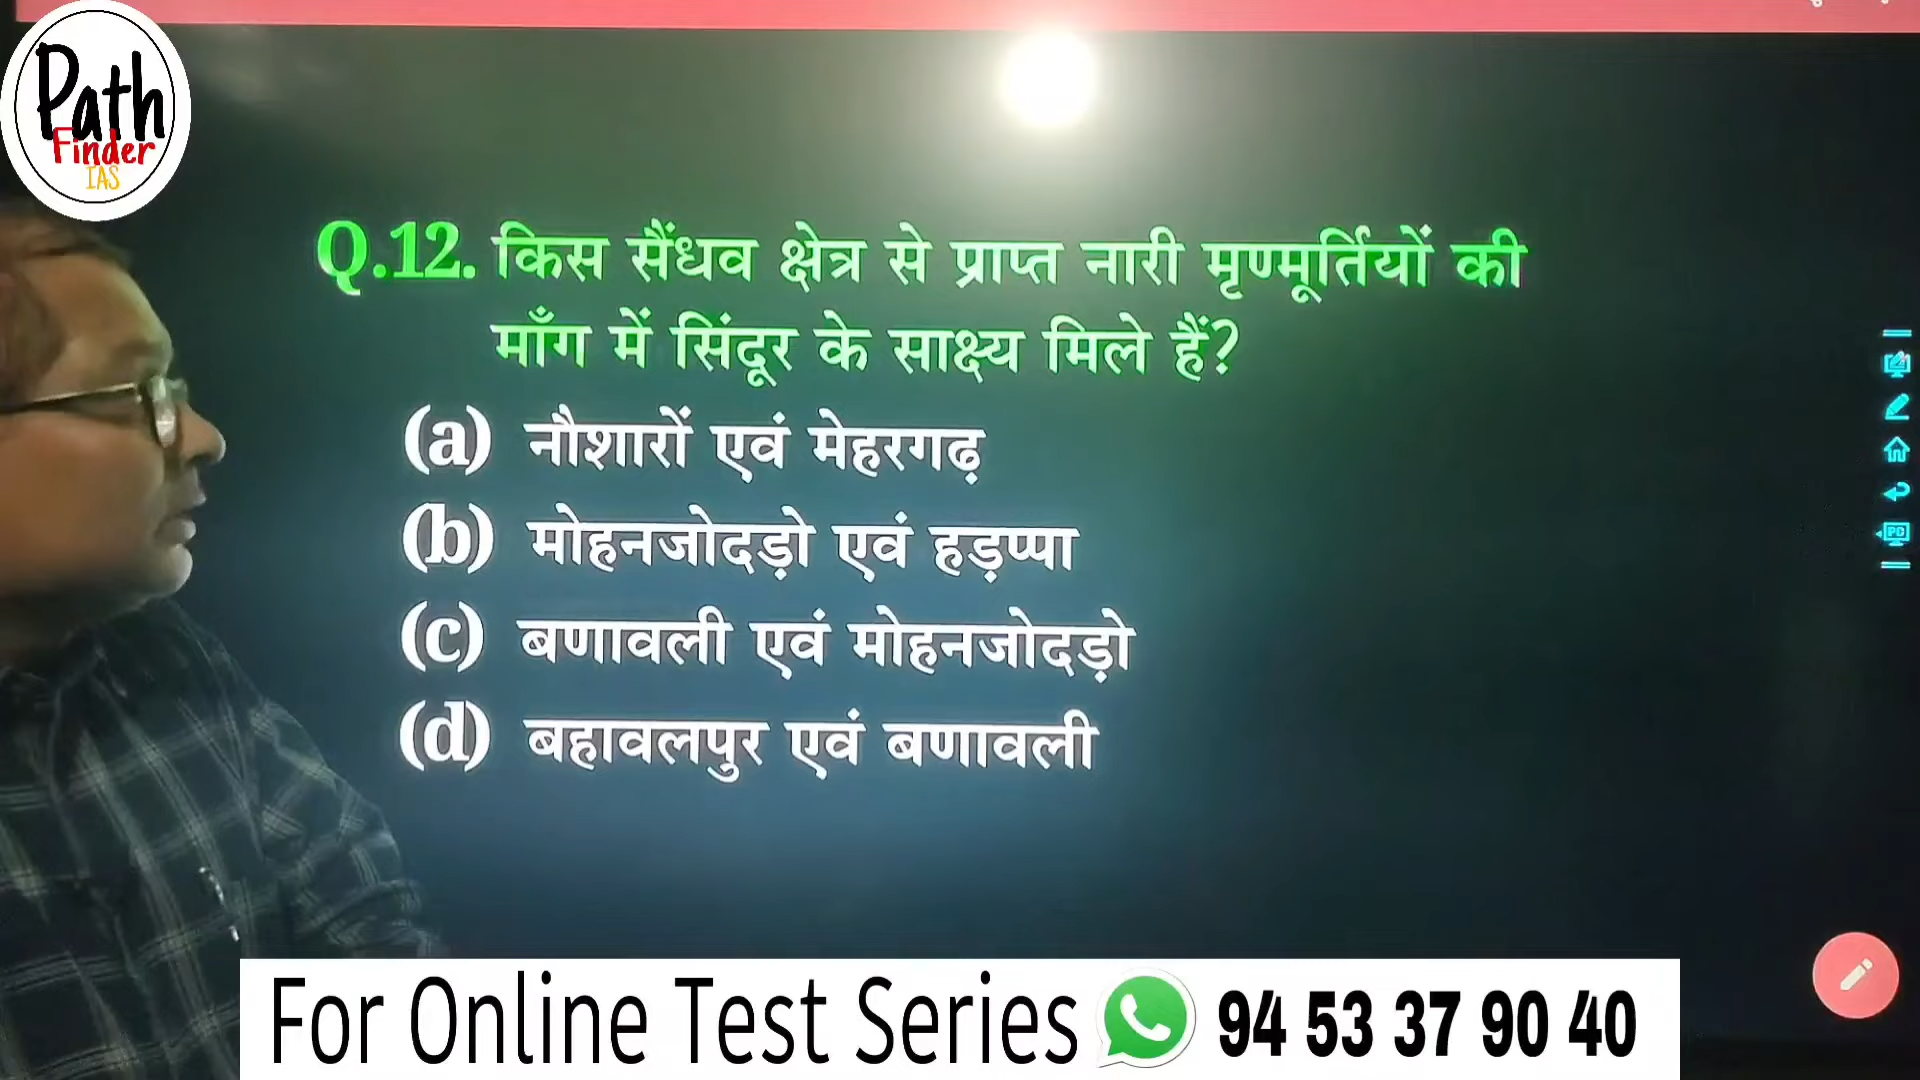 Path
Finder
IAS
Q.12. किस सैंधव क्षेत्र से प्राप्त नारी मृण्मूर्तियों की
माँग में सिंदूर के साक्ष्य मिले हैं?
(a) नौशारों एवं मेहरगढ़
(b) मोहनजोदड़ो एवं हड़प्पा
(c) बणावली एवं मोहनजोदड़ो
(d) बहावलपुर एवं बणावली
PD
For Online Test Series 94 53 37 90 40